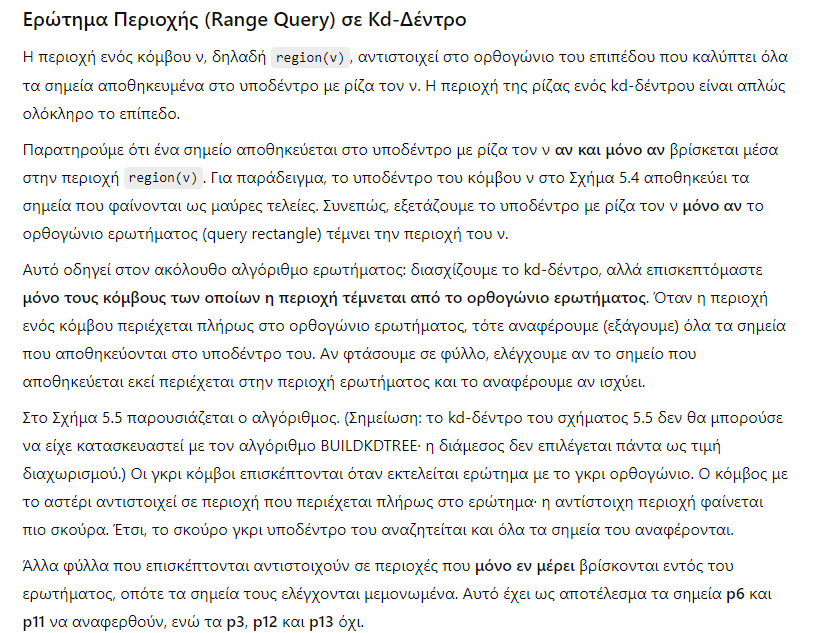 Ερώτημα Περιοχής (Range Query) σε Kd-Δέντρο
Η περιοχή ενός κόμβου ν, δηλαδή region(v), αντιστοιχεί στο ορθογώνιο του επιπέδου που καλύπτει όλα
τα σημεία αποθηκευμένα στο υποδέντρο με ρίζα τον ν. Η περιοχή της ρίζας ενός kd-δέντρου είναι απλώς
ολόκληρο το επίπεδο.
Παρατηρούμε ότι ένα σημείο αποθηκεύεται στο υποδέντρο με ρίζα τον ν αν και μόνο αν βρίσκεται μέσα
στην περιοχή region(v). Για παράδειγμα, το υποδέντρο του κόμβου ν στο Σχήμα 5.4 αποθηκεύει τα
σημεία που φαίνονται ως μαύρες τελείες. Συνεπώς, εξετάζουμε το υποδέντρο με ρίζα τον ν μόνο αν το
ορθογώνιο ερωτήματος (query rectangle) τέμνει την περιοχή του ν.
Αυτό οδηγεί στον ακόλουθο αλγόριθμο ερωτήματος: διασχίζουμε το kd-δέντρο, αλλά επισκεπτόμαστε
μόνο τους κόμβους των οποίων η περιοχή τέμνεται από το ορθογώνιο ερωτήματος. Όταν η περιοχή
ενός κόμβου περιέχεται πλήρως στο ορθογώνιο ερωτήματος, τότε αναφέρουμε (εξάγουμε) όλα τα σημεία
που αποθηκεύονται στο υποδέντρο του. Αν φτάσουμε σε φύλλο, ελέγχουμε αν το σημείο που
αποθηκεύεται εκεί περιέχεται στην περιοχή ερωτήματος και το αναφέρουμε αν ισχύει.
Στο Σχήμα 5.5 παρουσιάζεται ο αλγόριθμος. (Σημείωση: το kd-δέντρο του σχήματος 5.5 δεν θα μπορούσε
να είχε κατασκευαστεί με τον αλγόριθμο BUILDKDTREE· η διάμεσος δεν επιλέγεται πάντα ως τιμή
διαχωρισμού.) Οι γκρι κόμβοι επισκέπτονται όταν εκτελείται ερώτημα με το γκρι ορθογώνιο. Ο κόμβος με
το αστέρι αντιστοιχεί σε περιοχή που περιέχεται πλήρως στο ερώτημα· η αντίστοιχη περιοχή φαίνεται
πιο σκούρα. Έτσι, το σκούρο γκρι υποδέντρο του αναζητείται και όλα τα σημεία του αναφέρονται.
Άλλα φύλλα που επισκέπτονται αντιστοιχούν σε περιοχές που μόνο εν μέρει βρίσκονται εντός του
ερωτήματος, οπότε τα σημεία τους ελέγχονται μεμονωμένα. Αυτό έχει ως αποτέλεσμα τα σημεία p6 και
p11 να αναφερθούν, ενώ τα p3, p12 και p13 όχι.